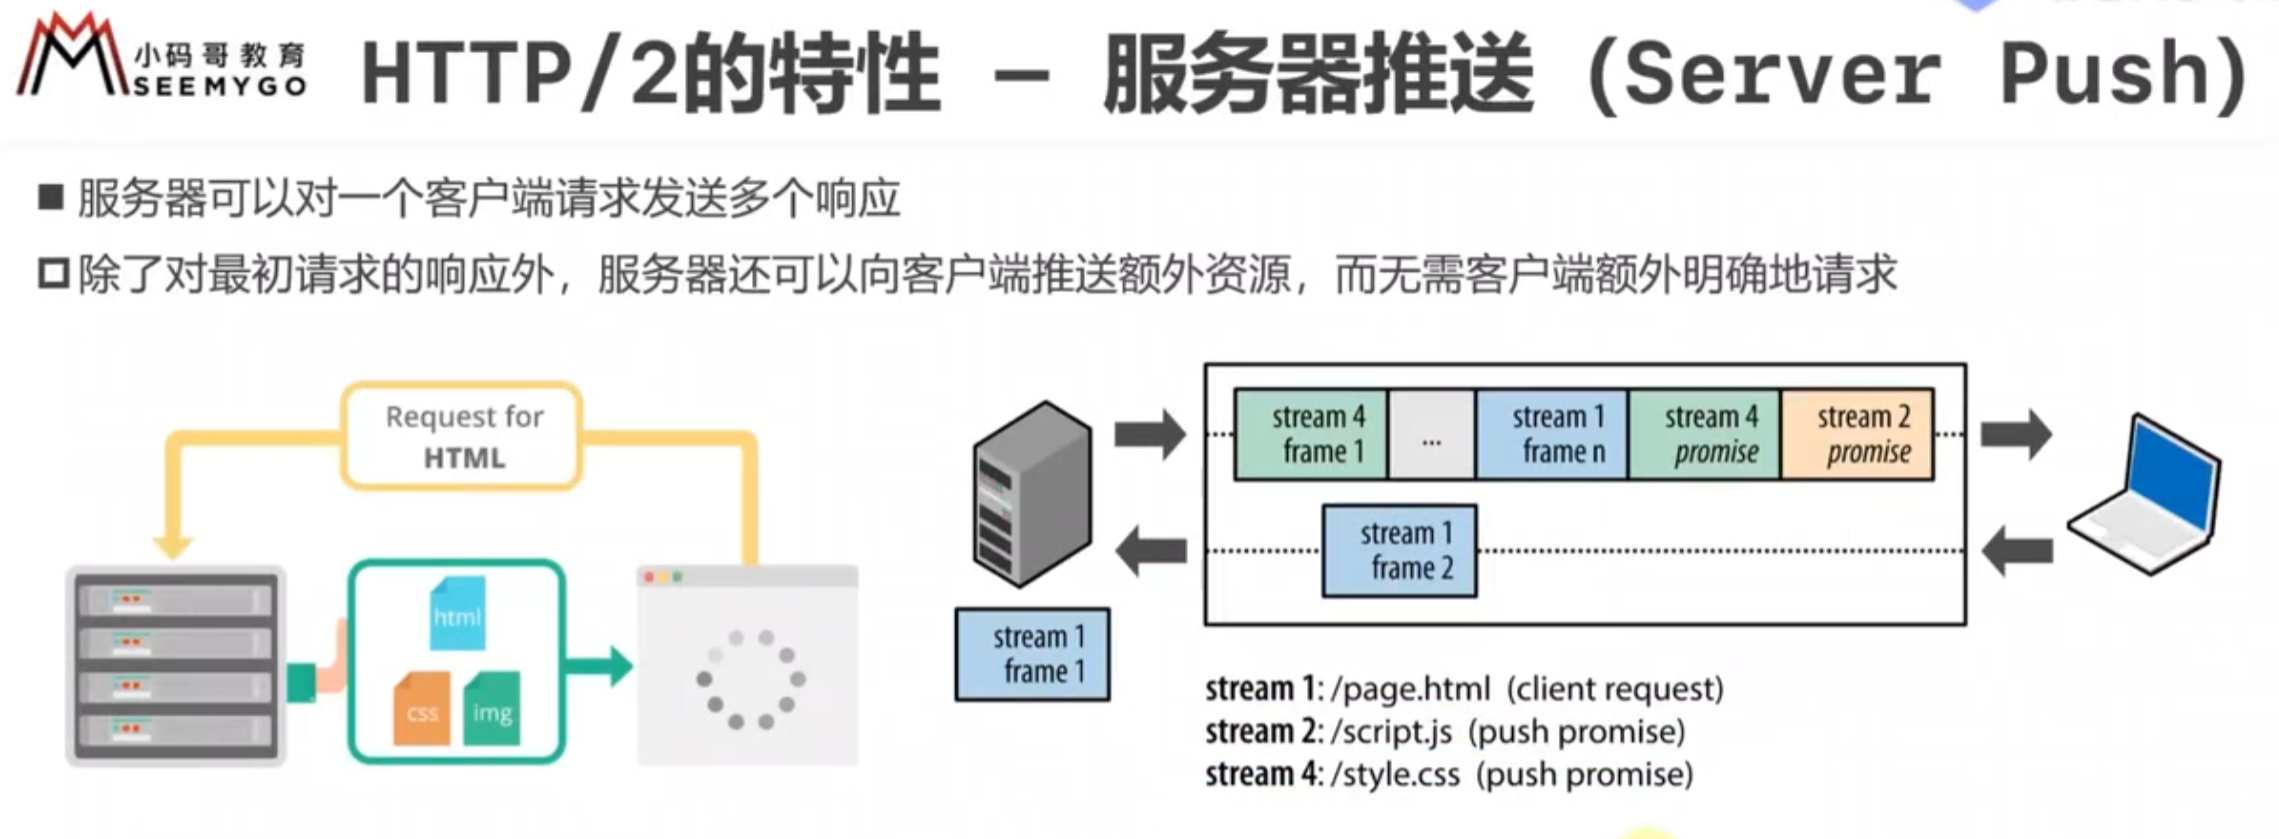 小码哥教育
SEEMYGO
HTTP/2的特性 — 服务器推送（Server Push）
服务器可以对一个客户端请求发送多个响应
除了对最初请求的响应外，服务器还可以向客户端推送额外资源，而无需客户端额外明确地请求
Request for
HTML
html
css
img
stream 4
frame 1
...
stream 1
frame n
stream 4
promise
stream 2
promise
stream 1
frame 2
stream 1
frame 1
stream 1: /page.html (client request)
stream 2: /script.js (push promise)
stream 4: /style.css (push promise)